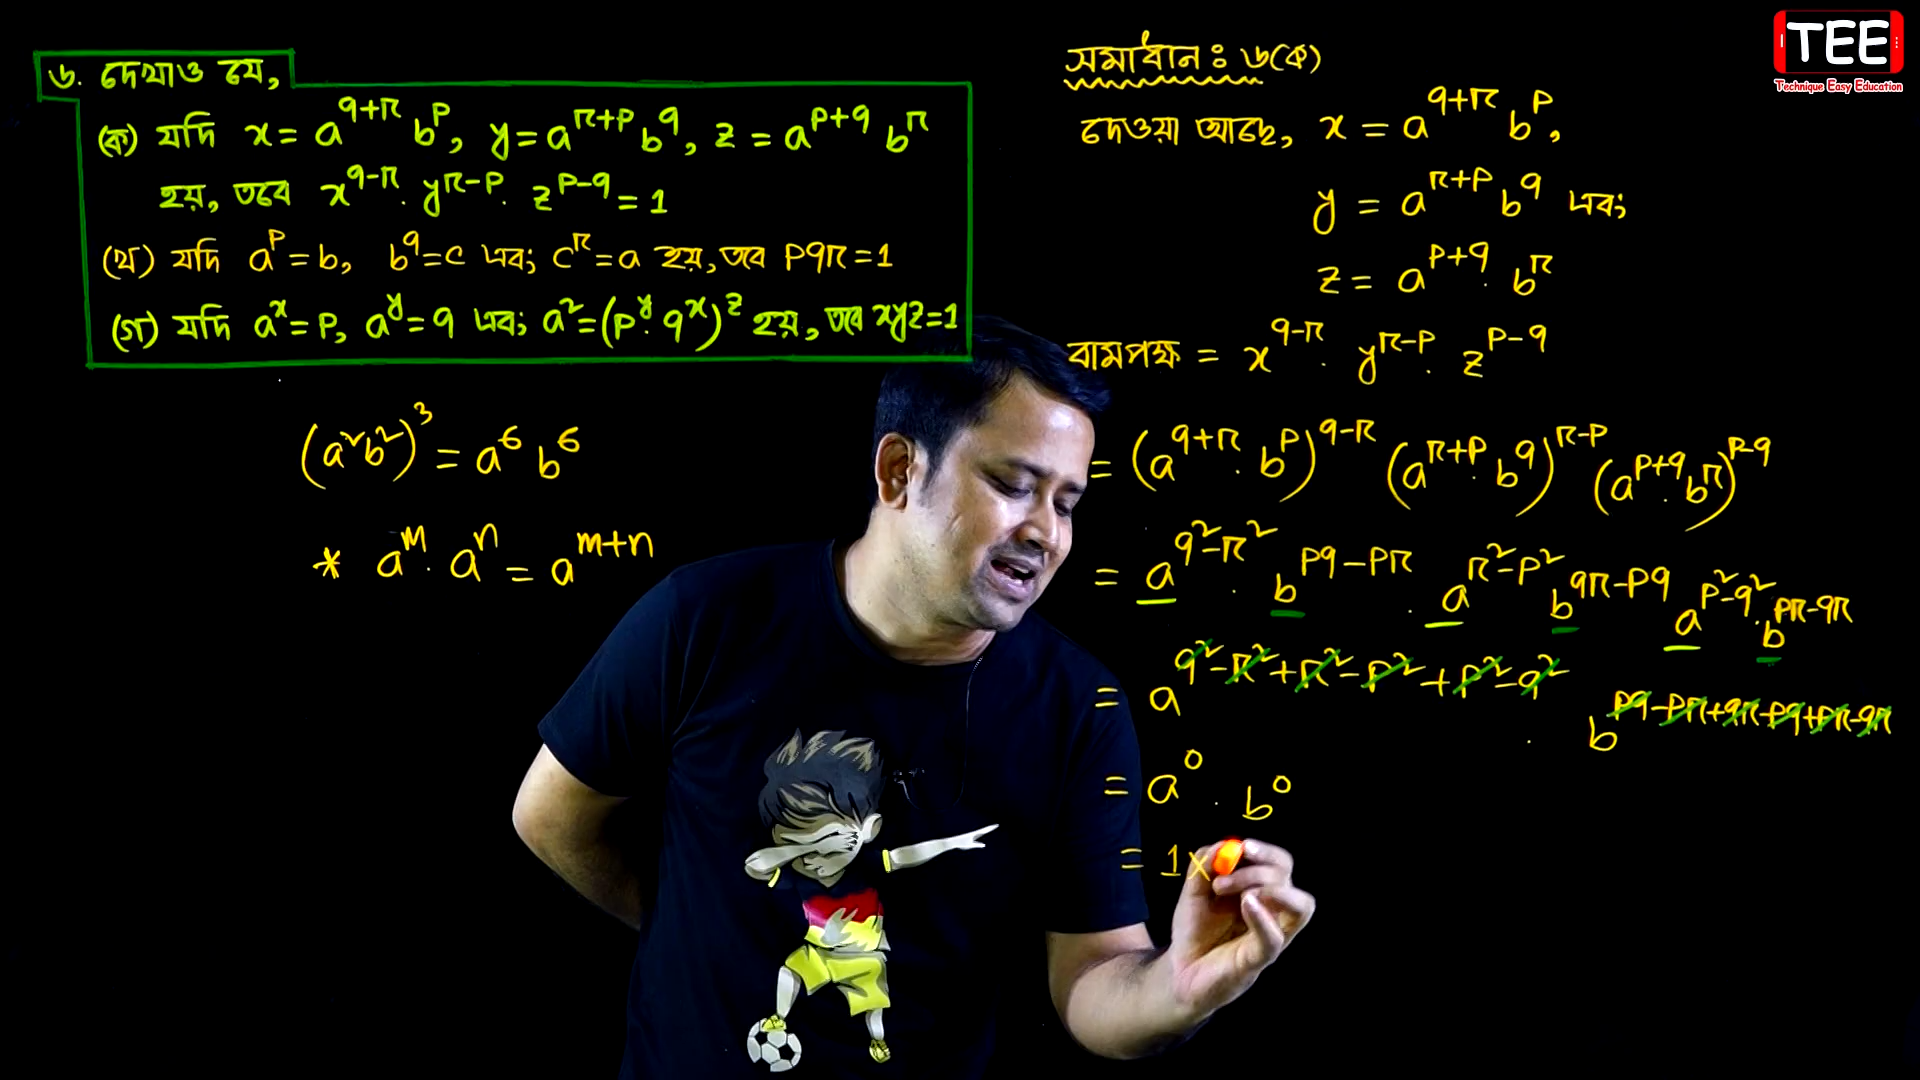 ৬. দেখাও যে,
(ক) যদি x = a^{q+r} b^p, y = a^{r+p} b^q, z = a^{p+q} b^r
হয়, তবে x^{q-r} . y^{r-p} . z^{p-q} = 1
(খ) যদি a^p = b, b^q = c এবং c^r = a হয়, তবে pqr = 1
(গ) যদি a^x = p, a^y = q এবং a^2 = (p^y . q^x)^z হয়, তবে xyz = 1
(a^2 b^2)^3 = a^6 b^6
* a^m . a^n = a^{m+n}
TEE
Technique Easy Education
সমাধান : ৬(ক)
দেওয়া আছে, x = a^{q+r} b^p,
y = a^{r+p} b^q এবং
z = a^{p+q} . b^r
বামপক্ষ = x^{q-r} . y^{r-p} . z^{p-q}
= (a^{q+r} . b^p)^{q-r} (a^{r+p} . b^q)^{r-p} (a^{p+q} . b^r)^{p-q}
= a^{q^2-r^2} . b^{pq-pr} . a^{r^2-p^2} b^{qr-pq} a^{p^2-q^2} . b^{pr-qr}
= a^{q^2-r^2+r^2-p^2+p^2-q^2} . b^{pq-pr+qr-pq+pr-qr}
= a^0 . b^0
= 1 ×